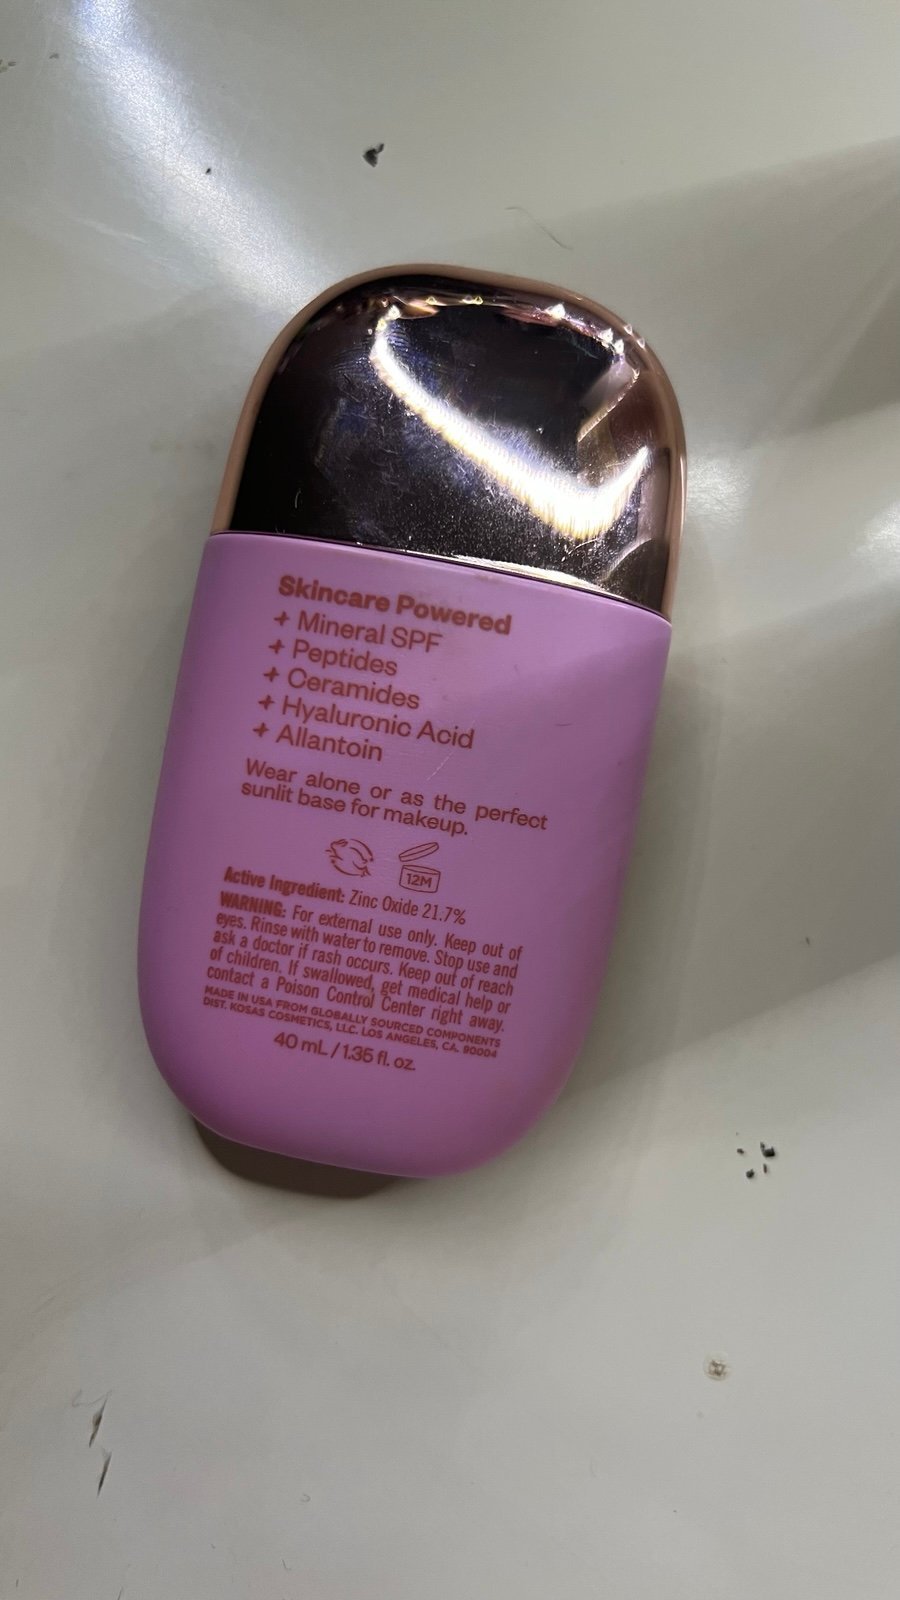 Skincare Powered
+ Mineral SPF
+ Peptides
+ Ceramides
+ Hyaluronic Acid
+ Allantoin
Wear alone or as the perfect
sunlit base for makeup.
12M
Active Ingredient: Zinc Oxide 21.7%
WARNING: For external use only. Keep out of
eyes. Rinse with water to remove. Stop use and
ask a doctor if rash occurs. Keep out of reach
of children. If swallowed, get medical help or
contact a Poison Control Center right away.
MADE IN USA FROM GLOBALLY SOURCED COMPONENTS
DIST. KOSAS COSMETICS, LLC. LOS ANGELES, CA. 90004
40 mL / 1.35 fl. oz.